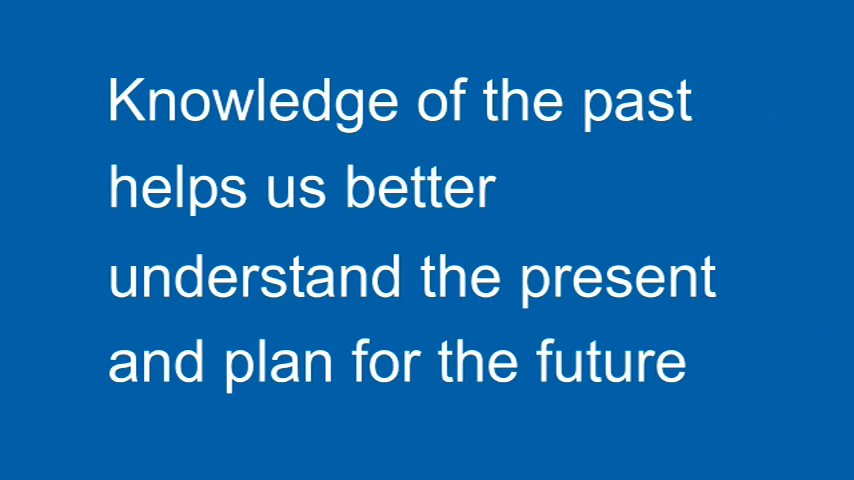 Knowledge of the past
helps us better
understand the present
and plan for the future